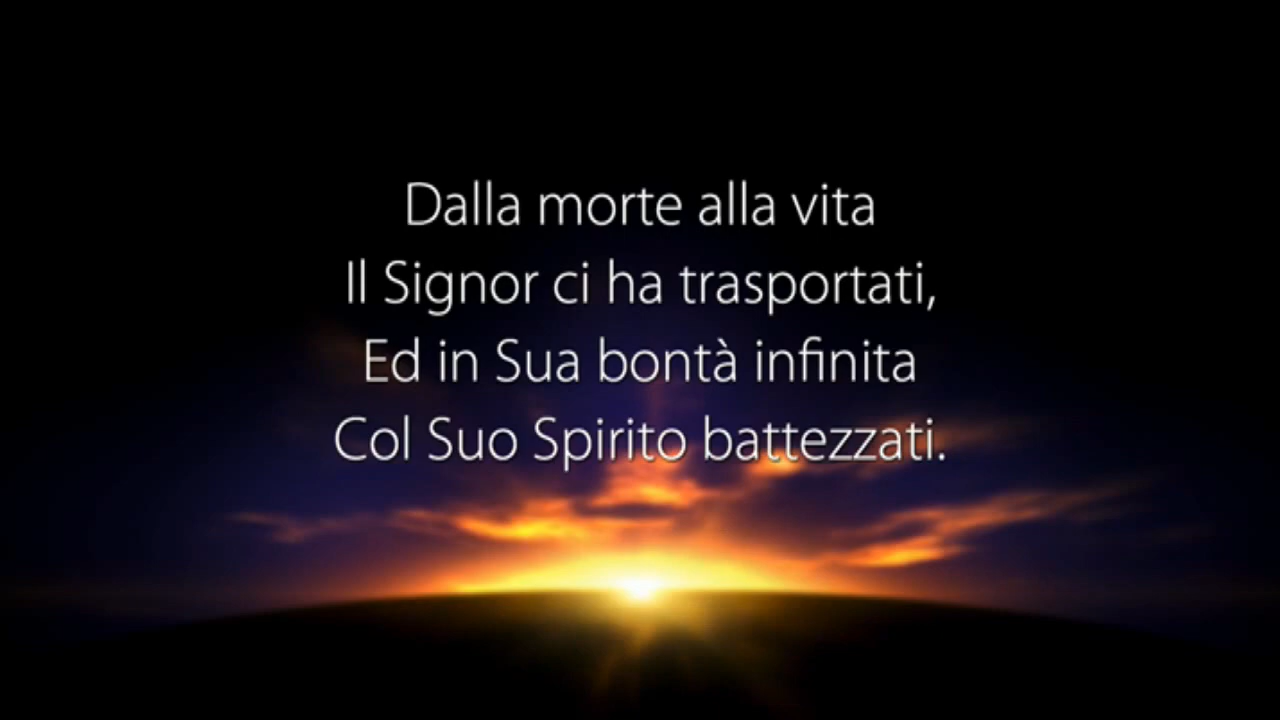 Dalla morte alla vita
Il Signor ci ha trasportati,
Ed in Sua bontà infinita
Col Suo Spirito battezzati.